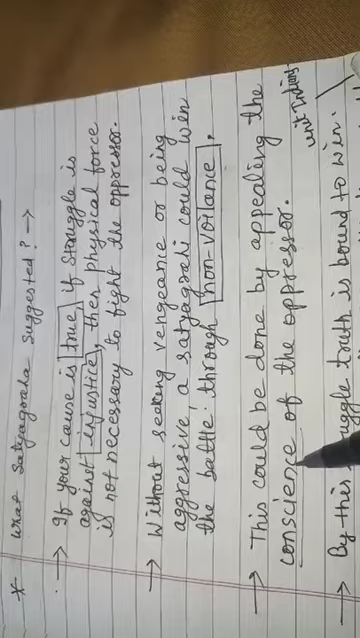 * What Satyagraha suggested? →
→ If your cause is true, if struggle is
against injustice, then physical force
is not necessary to fight the oppressor.
→ Without seeking vengeance or being
aggressive a satyagrahi could win
the battle through non-voilance.
→ This could be done by appealing the
conscience of the oppressor.
→ By this truth is bound to win.